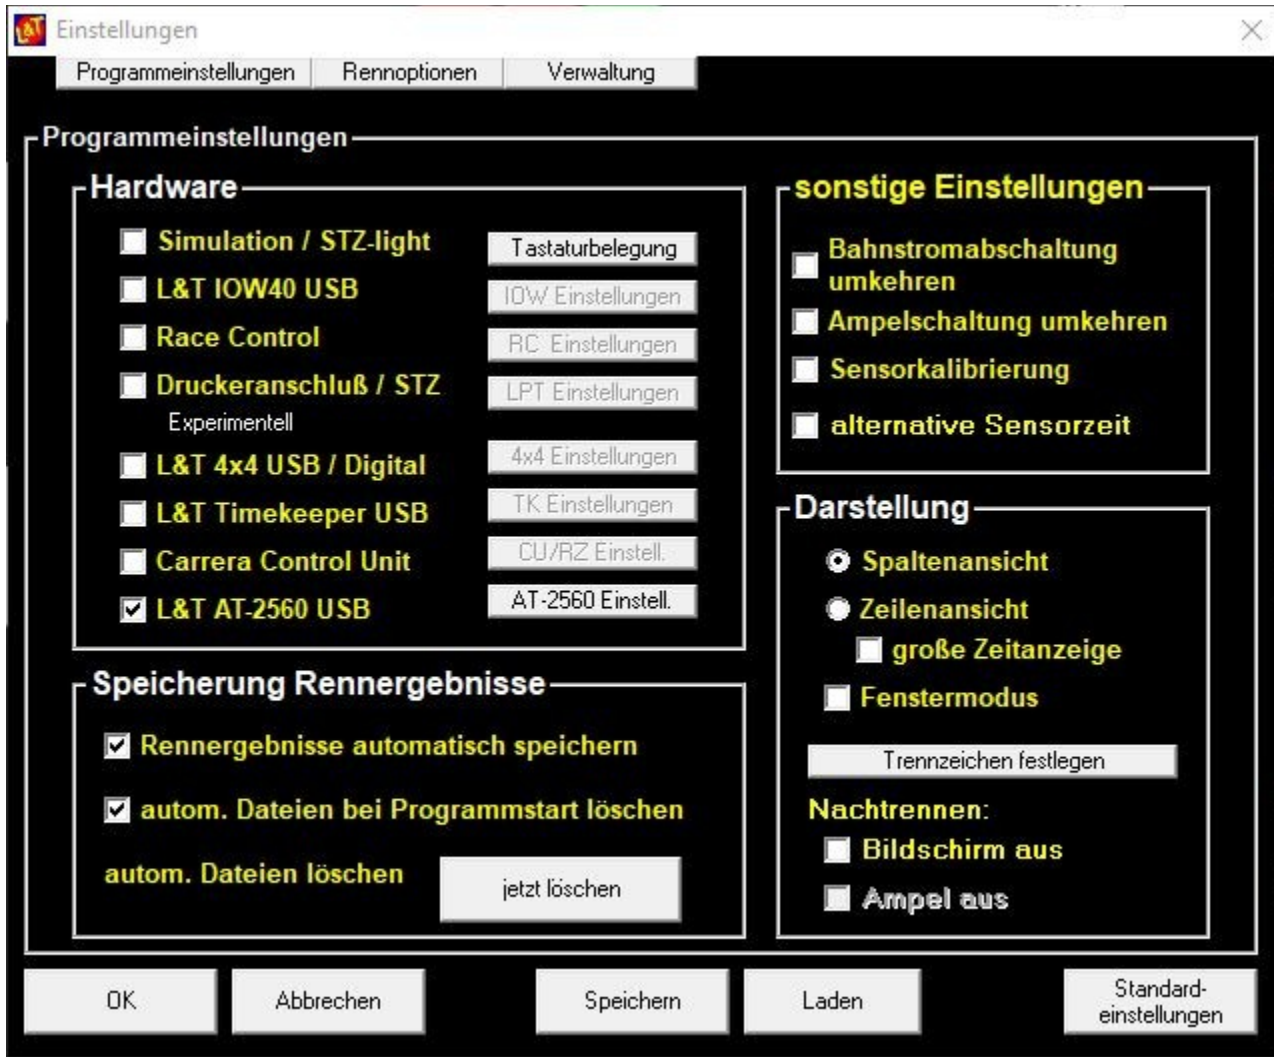 L&T
Einstellungen
Programmeinstellungen
Rennoptionen
Verwaltung
Programmeinstellungen
Hardware
Simulation / STZ-light
Tastaturbelegung
L&T IOW40 USB
IOW Einstellungen
Race Control
RC Einstellungen
Druckeranschluß / STZ
LPT Einstellungen
Experimentell
L&T 4x4 USB / Digital
4x4 Einstellungen
L&T Timekeeper USB
TK Einstellungen
Carrera Control Unit
CU/RZ Einstell.
L&T AT-2560 USB
AT-2560 Einstell.
Speicherung Rennergebnisse
Rennergebnisse automatisch speichern
autom. Dateien bei Programmstart löschen
autom. Dateien löschen
jetzt löschen
sonstige Einstellungen
Bahnstromabschaltung
umkehren
Ampelschaltung umkehren
Sensorkalibrierung
alternative Sensorzeit
Darstellung
Spaltenansicht
Zeilenansicht
große Zeitanzeige
Fenstermodus
Trennzeichen festlegen
Nachtrennen:
Bildschirm aus
Ampel aus
OK
Abbrechen
Speichern
Laden
Standard-
einstellungen